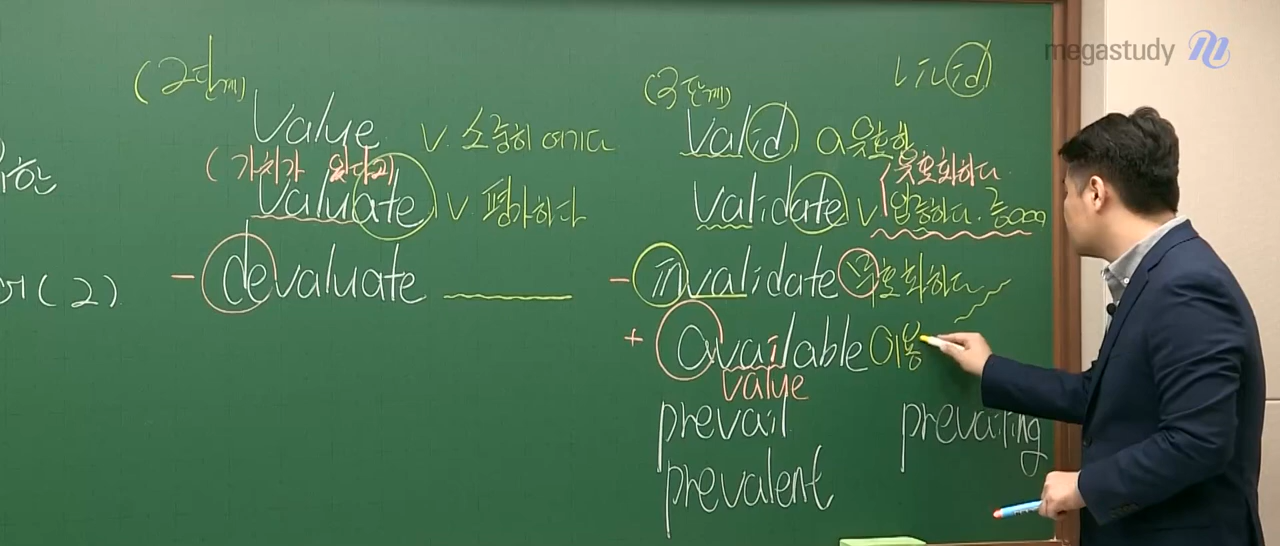 megastudy
(2단계)
value v. 소중히 여기다
(가치가 있다고)
valuate v. 평가하다
- devaluate
(2)
(3단계)
vivid
valid a 유효한
유효화하다
validate v 입증하다.
- invalidate 무효화하다
+ available 이용
value
prevail prevailing
prevalent